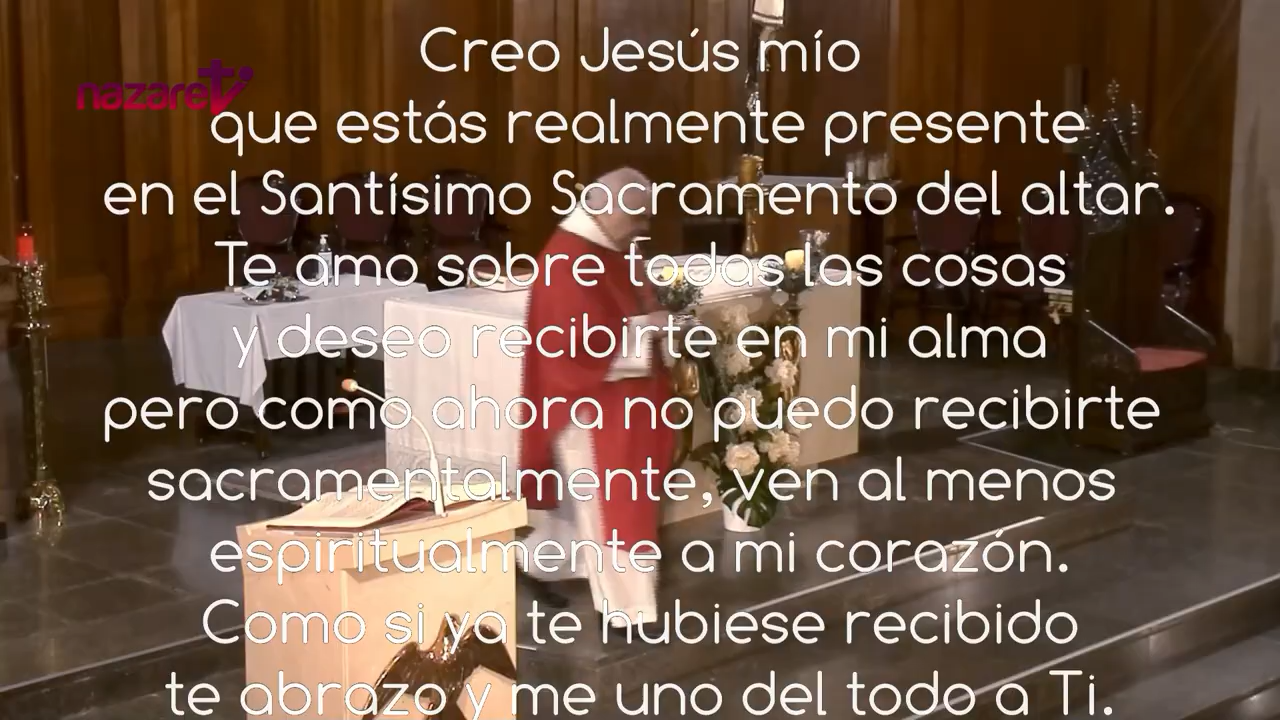 Creo Jesús mío
nazaretv
que estás realmente presente
en el Santísimo Sacramento del altar.
Te amo sobre todas las cosas
y deseo recibirte en mi alma
pero como ahora no puedo recibirte
sacramentalmente, ven al menos
espiritualmente a mi corazón.
Como si ya te hubiese recibido
te abrazo y me uno del todo a Ti.